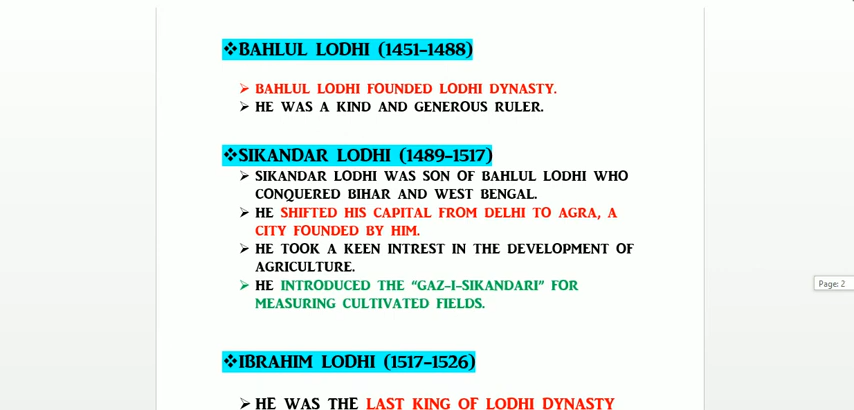 ❖BAHLUL LODHI (1451-1488)
➢ BAHLUL LODHI FOUNDED LODHI DYNASTY.
➢ HE WAS A KIND AND GENEROUS RULER.
❖SIKANDAR LODHI (1489-1517)
➢ SIKANDAR LODHI WAS SON OF BAHLUL LODHI WHO
CONQUERED BIHAR AND WEST BENGAL.
➢ HE SHIFTED HIS CAPITAL FROM DELHI TO AGRA, A
CITY FOUNDED BY HIM.
➢ HE TOOK A KEEN INTREST IN THE DEVELOPMENT OF
AGRICULTURE.
➢ HE INTRODUCED THE “GAZ-I-SIKANDARI” FOR
MEASURING CULTIVATED FIELDS.
Page: 2
❖IBRAHIM LODHI (1517-1526)
➢ HE WAS THE LAST KING OF LODHI DYNASTY